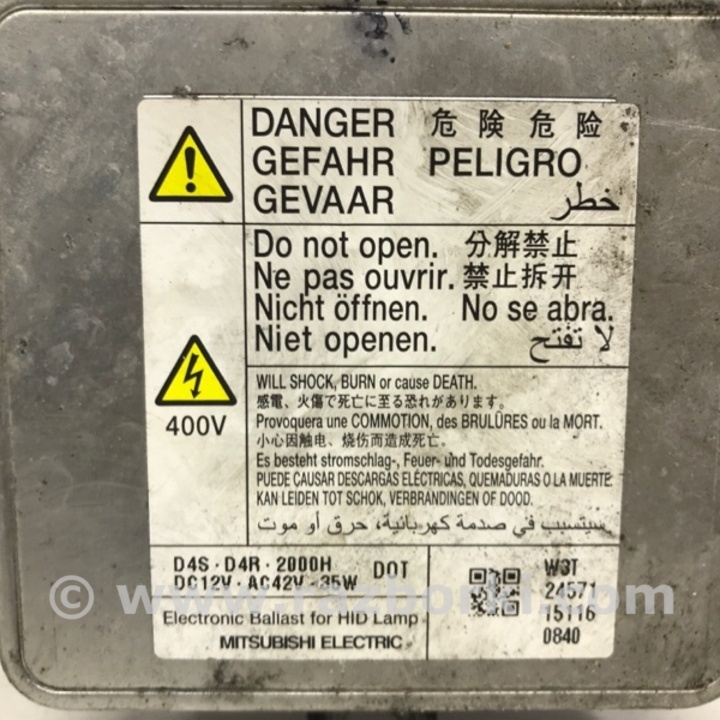 DANGER 危険 危险
GEFAHR PELIGRO
GEVAAR خطر
Do not open. 分解禁止
Ne pas ouvrir. 禁止拆开
Nicht öffnen. No se abra.
Niet openen. لا تفتح
400V
WILL SHOCK, BURN or cause DEATH.
感電、火傷で死亡に至る恐れがあります。
Provoquera une COMMOTION, des BRULÛRES ou la MORT.
小心因触电、烧伤而造成死亡。
Es besteht stromschlag-, Feuer- und Todesgefahr.
PUEDE CAUSAR DESCARGAS ELÉCTRICAS, QUEMADURAS O LA MUERTE.
KAN LEIDEN TOT SCHOK, VERBRANDINGEN OF DOOD.
سيتسبب في صدمة كهربائية، حرق أو موت
D4S · D4R · 2000H DOT
DC12V · AC42V - 35W
W3T
24571
15116
0840
Electronic Ballast for HID Lamp
MITSUBISHI ELECTRIC